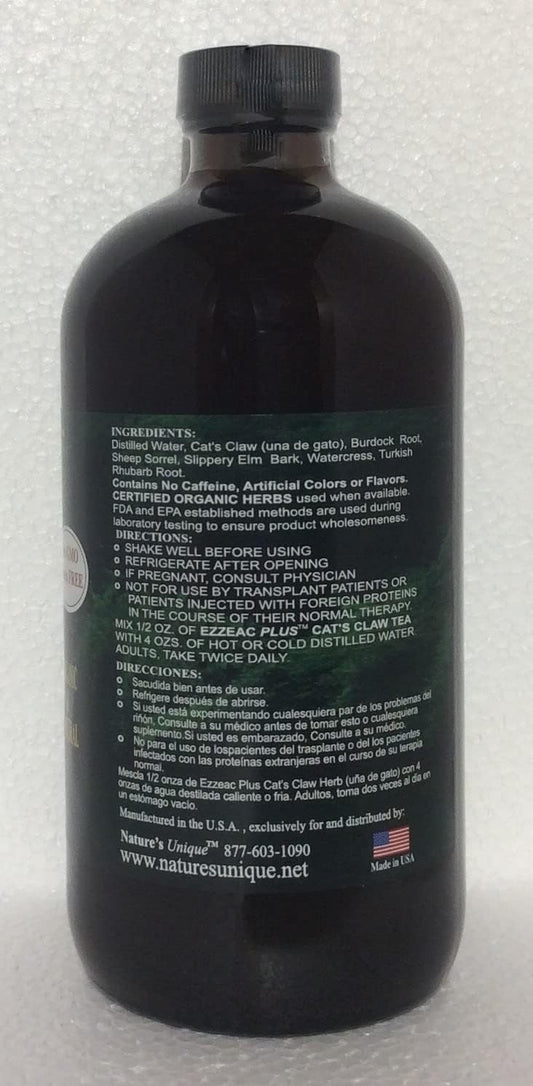 INGREDIENTS:
Distilled Water, Cat's Claw (una de gato), Burdock Root,
Sheep Sorrel, Slippery Elm Bark, Watercress, Turkish
Rhubarb Root.
Contains No Caffeine, Artificial Colors or Flavors.
CERTIFIED ORGANIC HERBS used when available.
FDA and EPA established methods are used during
laboratory testing to ensure product wholesomeness.
DIRECTIONS:
o SHAKE WELL BEFORE USING
o REFRIGERATE AFTER OPENING
o IF PREGNANT, CONSULT PHYSICIAN
o NOT FOR USE BY TRANSPLANT PATIENTS OR
PATIENTS INJECTED WITH FOREIGN PROTEINS
IN THE COURSE OF THEIR NORMAL THERAPY.
MIX 1/2 OZ. OF EZZEAC PLUS™ CAT'S CLAW TEA
WITH 4 OZS. OF HOT OR COLD DISTILLED WATER.
ADULTS, TAKE TWICE DAILY.
DIRECCIONES:
o Sacudida bien antes de usar.
o Refrigere después de abrirse.
o Si usted está experimentando cualesquiera par de los problemas del
riñón, Consulte a su médico antes de tomar esto o cualesquiera
suplemento.Si usted es embarazado, Consulte a su médico.
o No para el uso de lospacientes del trasplante o del los pacientes
infectados con las proteínas extranjeras en el curso de su terapia
normal.
Mescla 1/2 onza de Ezzeac Plus Cat's Claw Herb (uña de gato) con 4
onzas de agua destilada caliente o fria. Adultos, toma dos veces al dia en
un estómago vacío.
Manufactured in the U.S.A. , exclusively for and distributed by:
Nature's Unique™ 877-603-1090
www.naturesunique.net
Made in USA
GMO
FREE